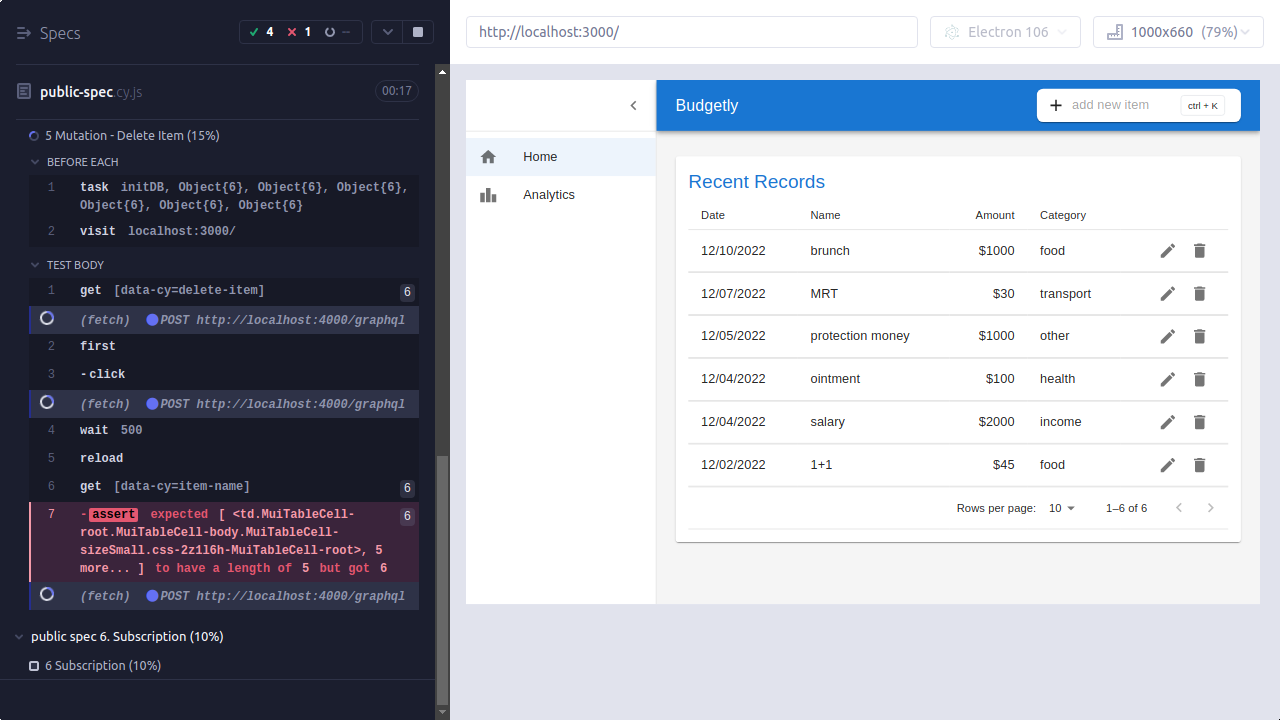 Specs
4
1
--
public-spec.cy.js
00:17
5 Mutation - Delete Item (15%)
BEFORE EACH
1 task initDB, Object{6}, Object{6}, Object{6},
Object{6}, Object{6}, Object{6}
2 visit localhost:3000/
TEST BODY
1 get [data-cy=delete-item] 6
(fetch) POST http://localhost:4000/graphql
2 first
3 -click
(fetch) POST http://localhost:4000/graphql
4 wait 500
5 reload
6 get [data-cy=item-name] 6
7 -assert expected [ <td.MuiTableCell- 6
root.MuiTableCell-body.MuiTableCell-
sizeSmall.css-2z1l6h-MuiTableCell-root>, 5
more... ] to have a length of 5 but got 6
(fetch) POST http://localhost:4000/graphql
public spec 6. Subscription (10%)
6 Subscription (10%)
http://localhost:3000/
Electron 106
1000x660 (79%)
Budgetly
+ add new item ctrl + K
Home
Analytics
Recent Records
Date Name Amount Category
12/10/2022 brunch $1000 food
12/07/2022 MRT $30 transport
12/05/2022 protection money $1000 other
12/04/2022 ointment $100 health
12/04/2022 salary $2000 income
12/02/2022 1+1 $45 food
Rows per page: 10 1–6 of 6